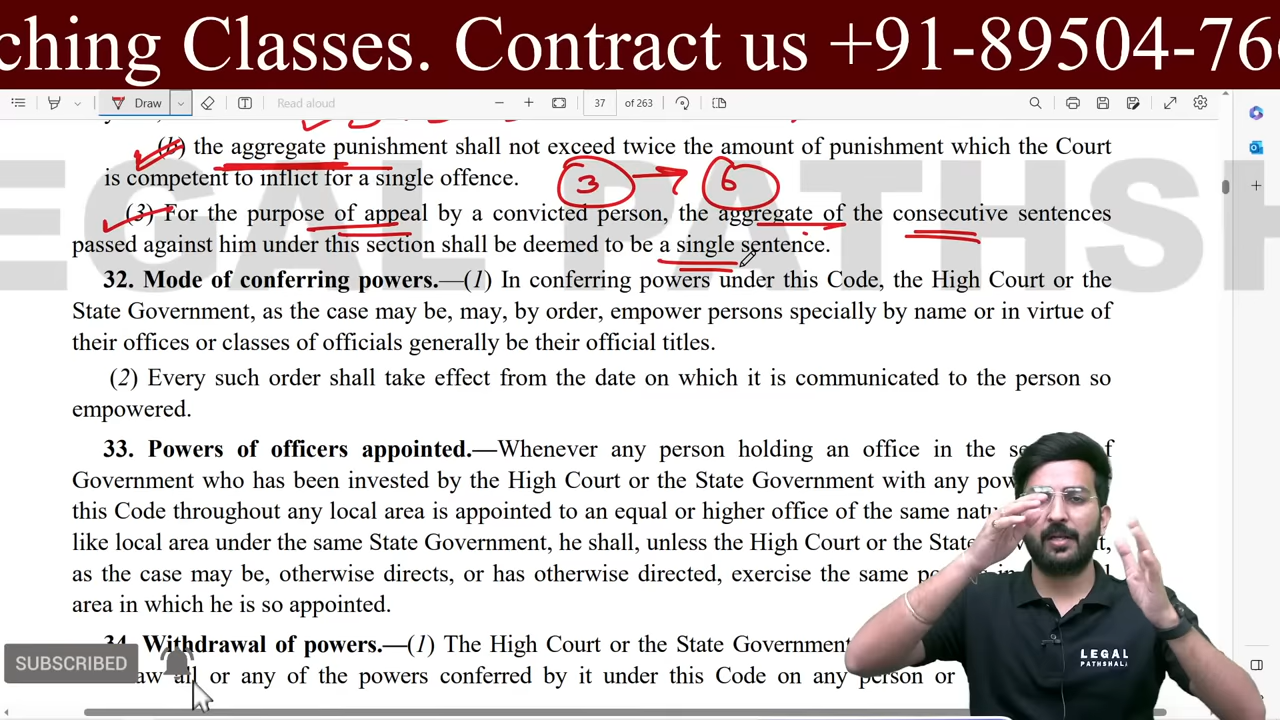 ching Classes. Contract us +91-89504-76
Draw
Read aloud
37 of 263
the aggregate punishment shall not exceed twice the amount of punishment which the Court
is competent to inflict for a single offence.
3 → 6
(3) For the purpose of appeal by a convicted person, the aggregate of the consecutive sentences
passed against him under this section shall be deemed to be a single sentence.
32. Mode of conferring powers.—(1) In conferring powers under this Code, the High Court or the
State Government, as the case may be, may, by order, empower persons specially by name or in virtue of
their offices or classes of officials generally be their official titles.
(2) Every such order shall take effect from the date on which it is communicated to the person so
empowered.
33. Powers of officers appointed.—Whenever any person holding an office in the se of
Government who has been invested by the High Court or the State Government with any pow
this Code throughout any local area is appointed to an equal or higher office of the same natu
like local area under the same State Government, he shall, unless the High Court or the State
as the case may be, otherwise directs, or has otherwise directed, exercise the same
area in which he is so appointed.
34. Withdrawal of powers.—(1) The High Court or the State Government
aw all or any of the powers conferred by it under this Code on any person or
SUBSCRIBED
LEGAL
PATHSHALA
LEGAL PATHSH